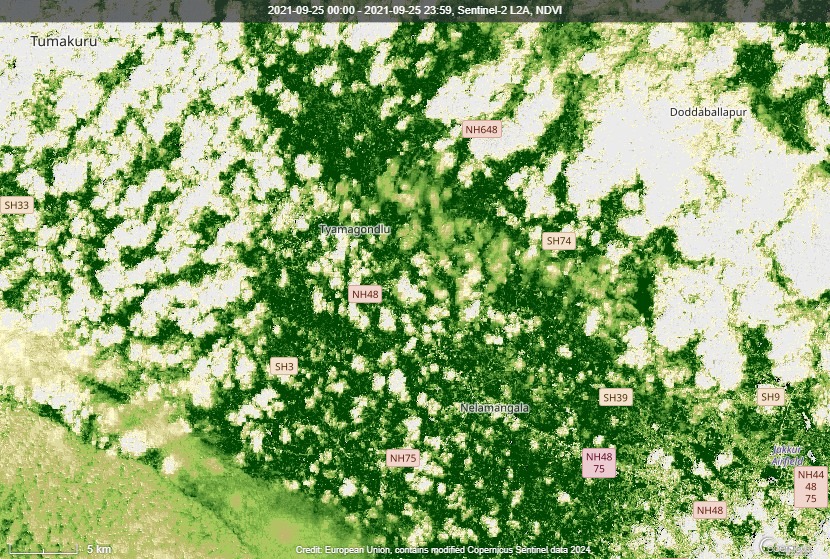 2021-09-25 00:00 - 2021-09-25 23:59, Sentinel-2 L2A, NDVI
Tumakuru
Doddaballapur
NH648
SH33
Tyamagondlu
SH74
NH48
SH3
SH39
SH9
Nelamangala
NH75
NH48
75
Jakkur
Airfield
NH44
48
75
NH48
5 km
Credit: European Union, contains modified Copernicus Sentinel data 2024